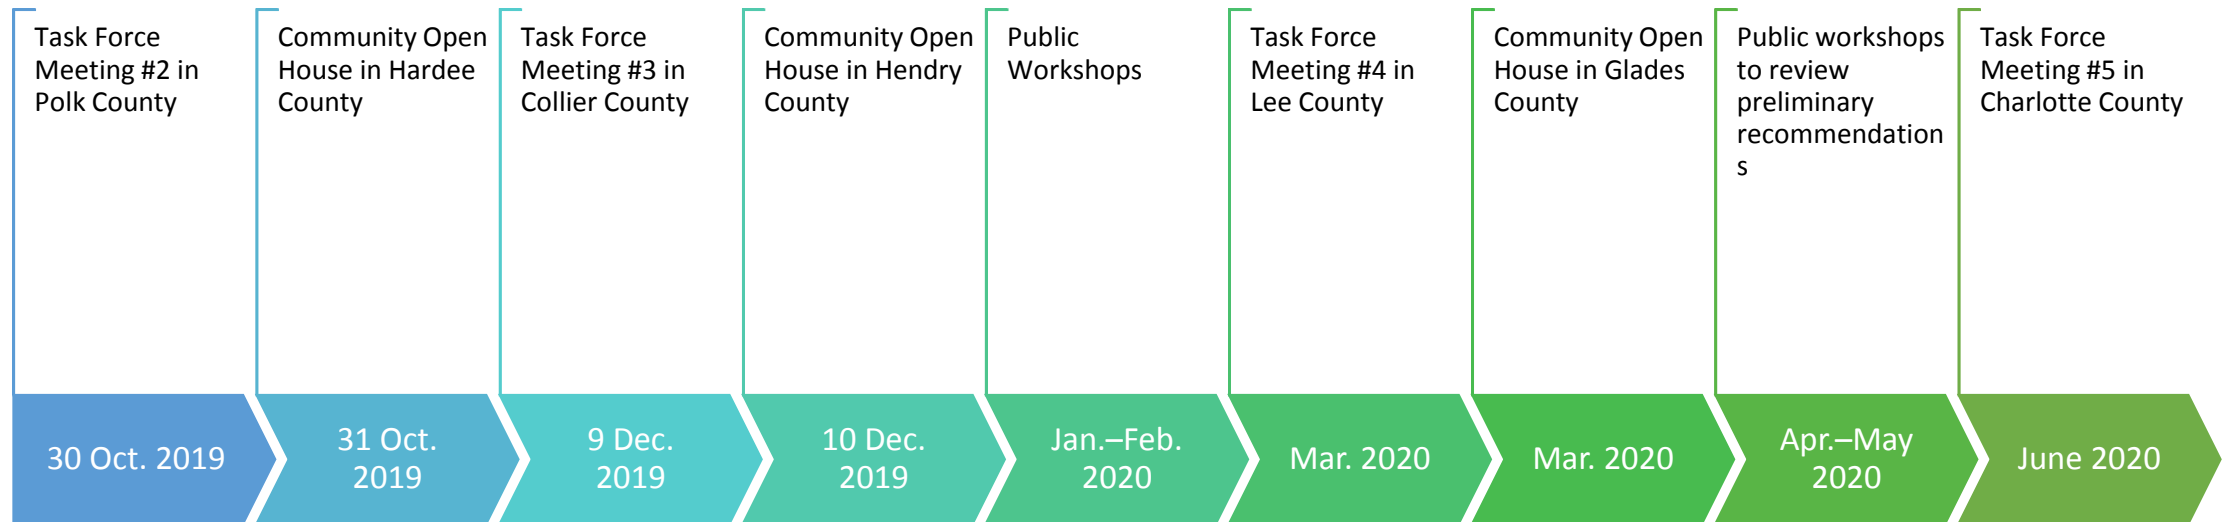 Task Force
Meeting #2 in
Polk County
Community Open
House in Hardee
County
Task Force
Meeting #3 in
Collier County
Community Open
House in Hendry
County
Public
Workshops
Task Force
Meeting #4 in
Lee County
Community Open
House in Glades
County
Public workshops
to review
preliminary
recommendation
s
Task Force
Meeting #5 in
Charlotte County
30 Oct. 2019
31 Oct.
2019
9 Dec.
2019
10 Dec.
2019
Jan.–Feb.
2020
Mar. 2020
Mar. 2020
Apr.–May
2020
June 2020